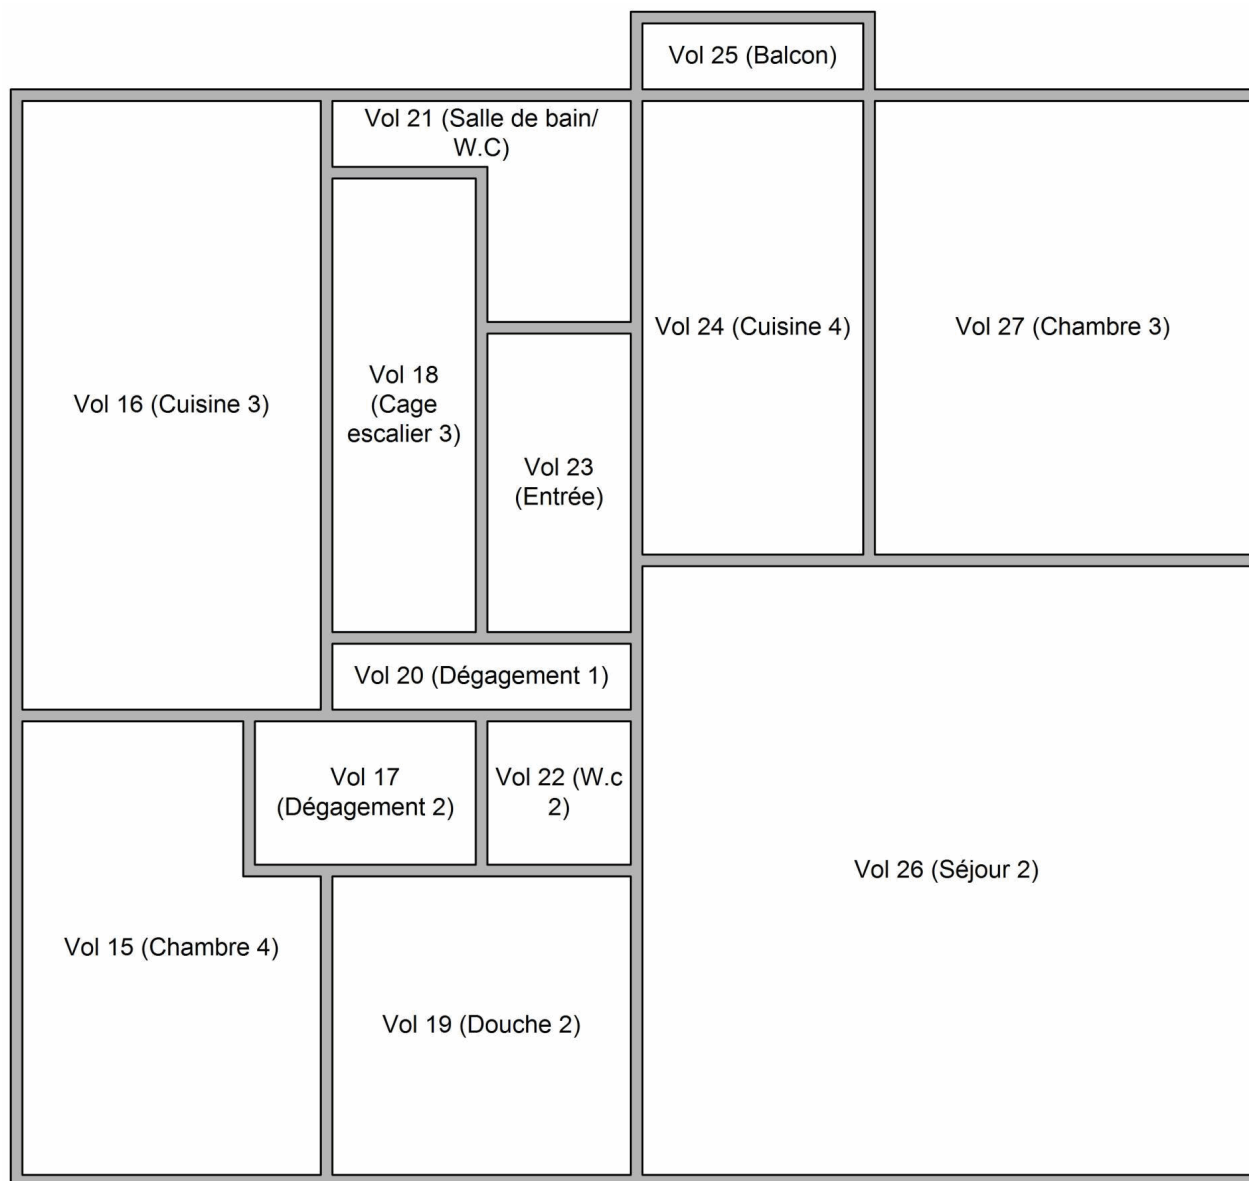 Vol 25 (Balcon)
Vol 21 (Salle de bain/
W.C)
Vol 24 (Cuisine 4)
Vol 27 (Chambre 3)
Vol 16 (Cuisine 3)
Vol 18
(Cage
escalier 3)
Vol 23
(Entrée)
Vol 20 (Dégagement 1)
Vol 17
(Dégagement 2)
Vol 22 (W.c
2)
Vol 26 (Séjour 2)
Vol 15 (Chambre 4)
Vol 19 (Douche 2)